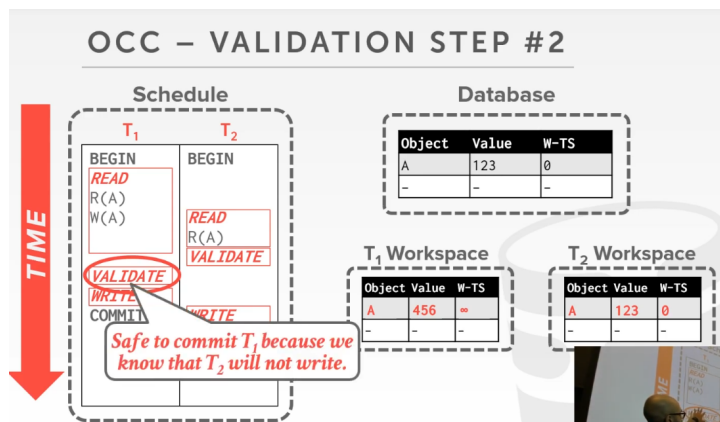 OCC – VALIDATION STEP #2
Schedule
TIME
T₁ T₂
BEGIN BEGIN
READ
R(A)
W(A) READ
R(A)
VALIDATE
VALIDATE
WRITE
COMMIT WRITE
Safe to commit T₁ because we
know that T₂ will not write.
Database
Object Value W-TS
A 123 0
– – –
T₁ Workspace
Object Value W-TS
A 456 ∞
– – –
T₂ Workspace
Object Value W-TS
A 123 0
– – –
BEGIN
READ